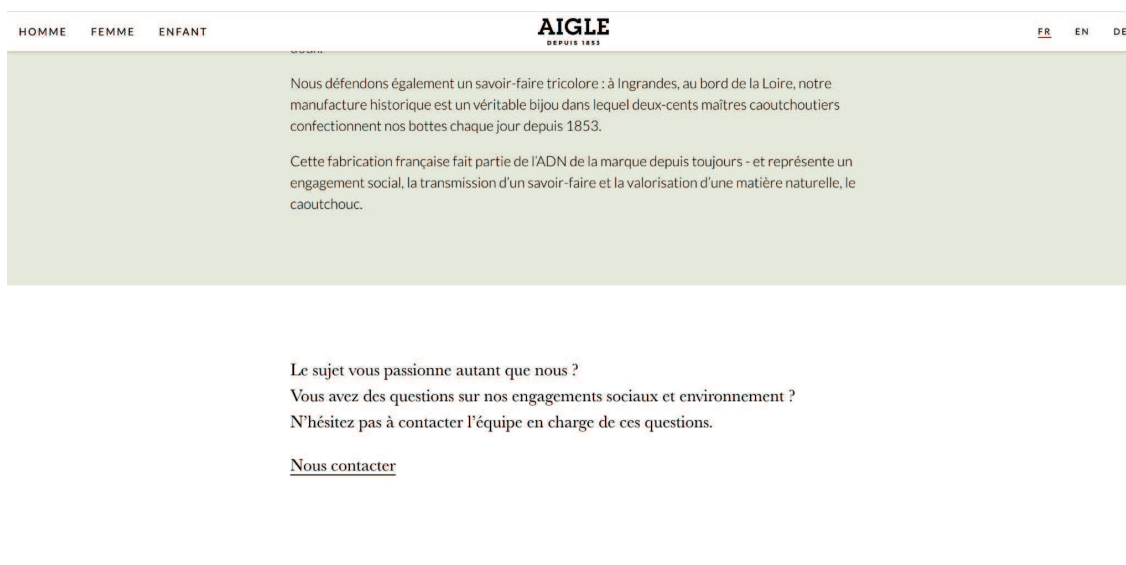 HOMME FEMME ENFANT
AIGLE
DEPUIS 1853
FR EN DE
Nous défendons également un savoir-faire tricolore : à Ingrandes, au bord de la Loire, notre
manufacture historique est un véritable bijou dans lequel deux-cents maîtres caoutchoutiers
confectionnent nos bottes chaque jour depuis 1853.
Cette fabrication française fait partie de l'ADN de la marque depuis toujours - et représente un
engagement social, la transmission d'un savoir-faire et la valorisation d'une matière naturelle, le
caoutchouc.
Le sujet vous passionne autant que nous ?
Vous avez des questions sur nos engagements sociaux et environnement ?
N'hésitez pas à contacter l'équipe en charge de ces questions.
Nous contacter